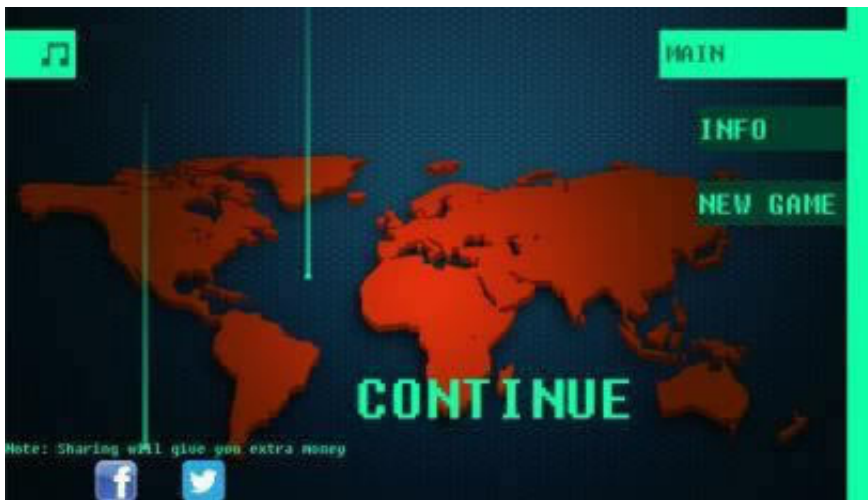 MAIN
INFO
NEW GAME
CONTINUE
Note: Sharing will give you extra money